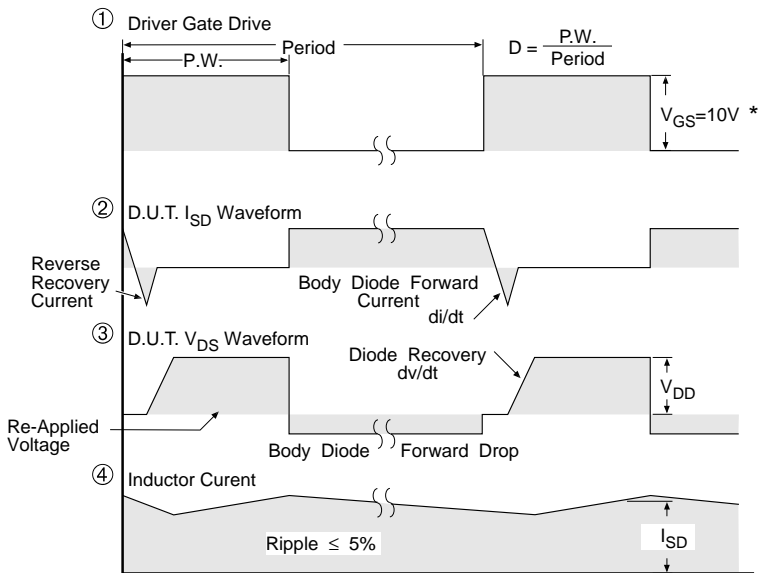 ① Driver Gate Drive
Period
P.W.
D = P.W.
Period
V_GS=10V *
② D.U.T. I_SD Waveform
Reverse
Recovery
Current
Body Diode Forward
Current
di/dt
③ D.U.T. V_DS Waveform
Diode Recovery
dv/dt
V_DD
Re-Applied
Voltage
Body Diode Forward Drop
④ Inductor Curent
Ripple ≤ 5%
I_SD